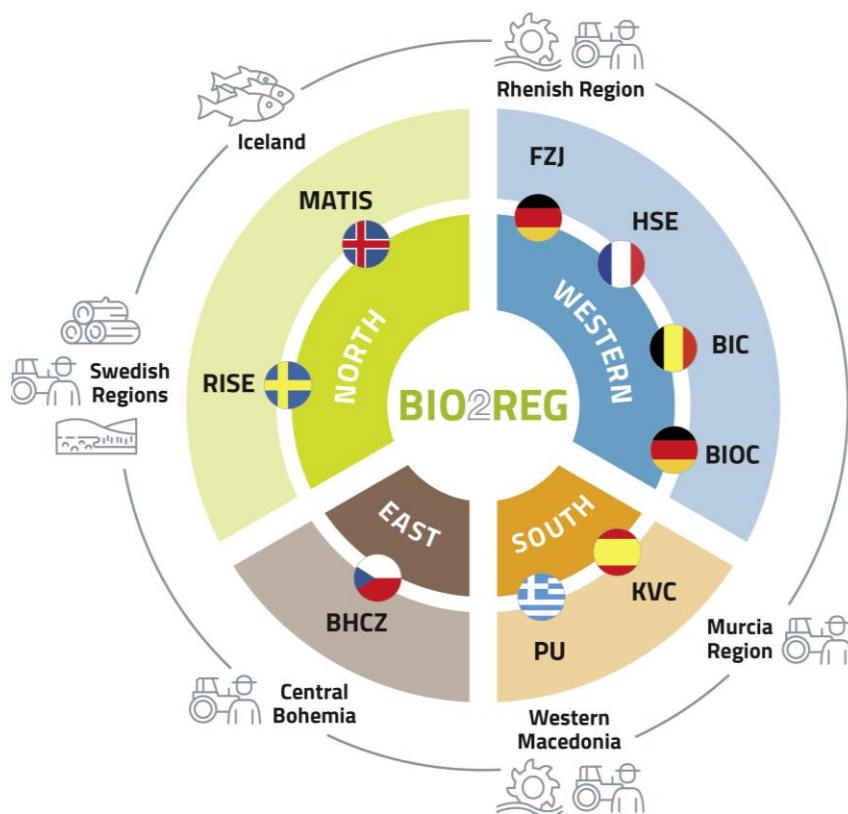 Rhenish Region
Iceland
FZJ
MATIS
HSE
NORTH
WESTERN
BIC
RISE
Swedish
Regions
BIO2REG
BIOC
EAST
SOUTH
KVC
BHCZ
PU
Murcia
Region
Central
Bohemia
Western
Macedonia